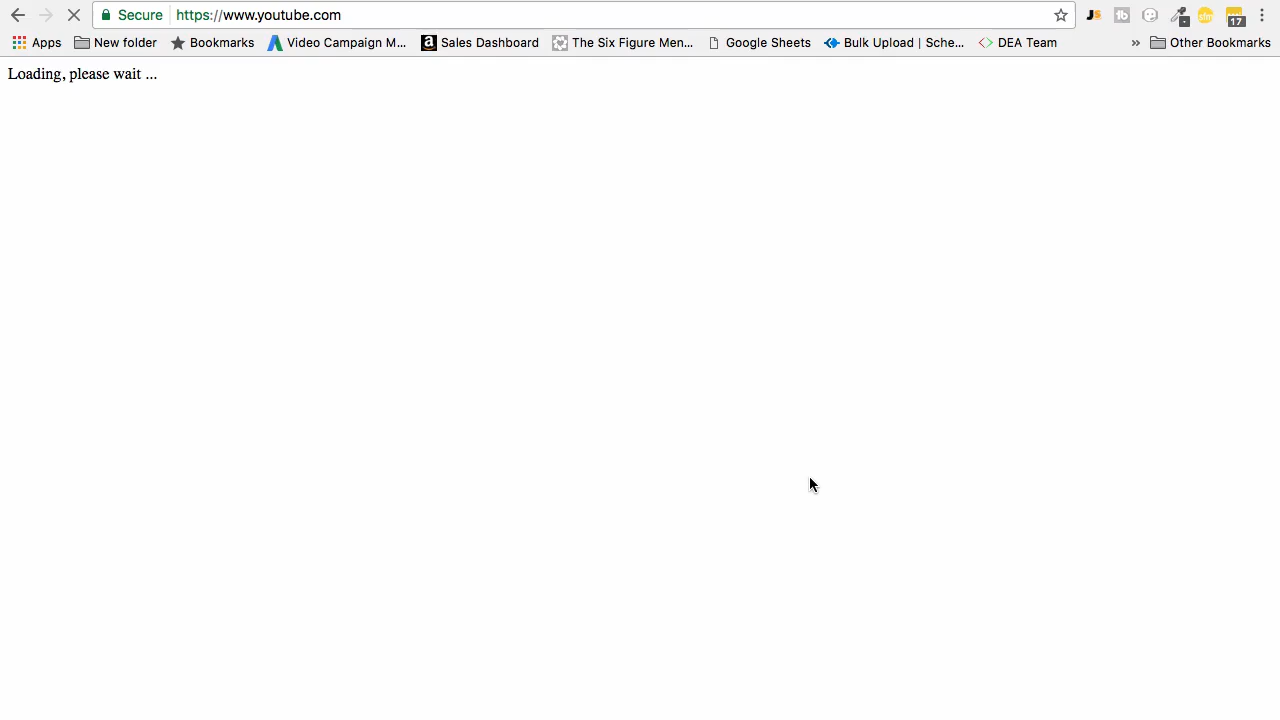 Secure https://www.youtube.com
Apps New folder Bookmarks Video Campaign M... Sales Dashboard The Six Figure Men... Google Sheets Bulk Upload | Sche... DEA Team » Other Bookmarks
17
Loading, please wait ...